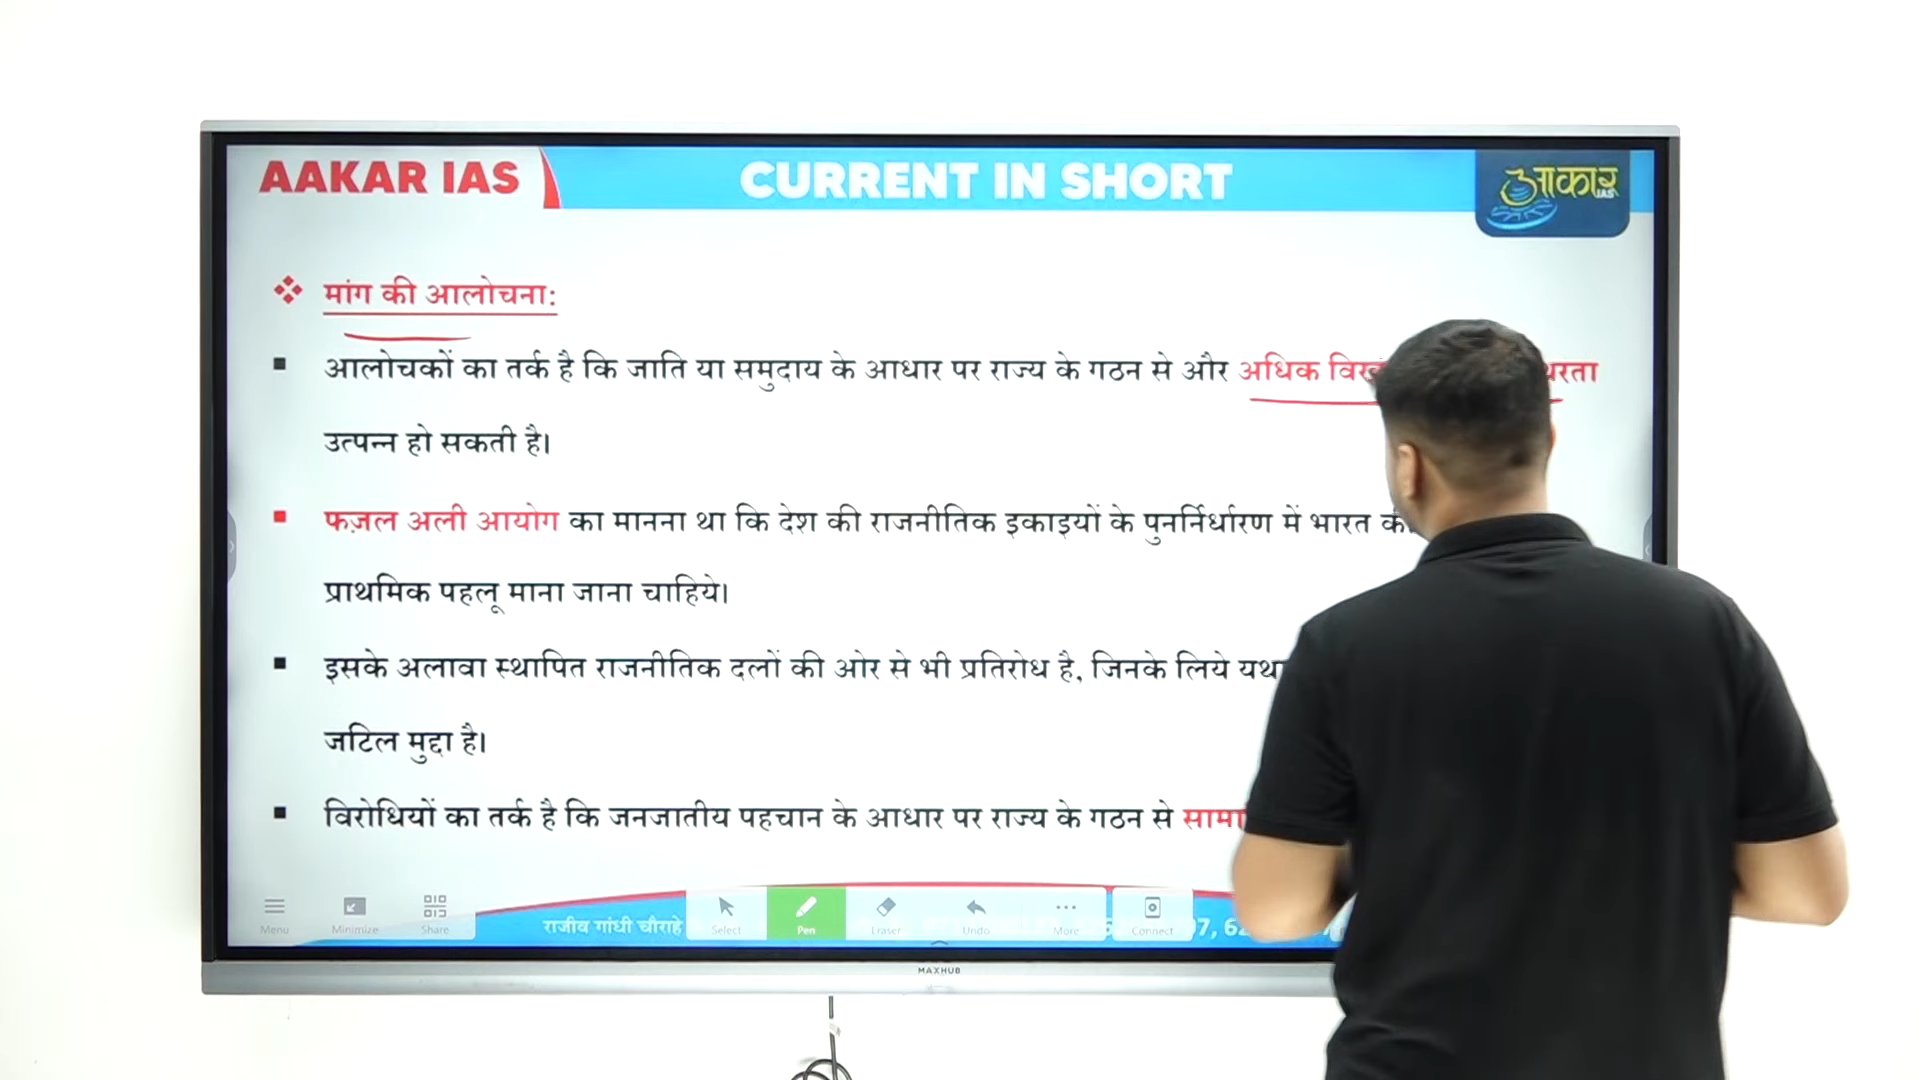 AAKAR IAS
CURRENT IN SHORT
आकार
IAS
मांग की आलोचना:
आलोचकों का तर्क है कि जाति या समुदाय के आधार पर राज्य के गठन से और अधिक
उत्पन्न हो सकती है।
फज़ल अली आयोग का मानना था कि देश की राजनीतिक इकाइयों के पुनर्निर्धारण में भारत
प्राथमिक पहलू माना जाना चाहिये।
इसके अलावा स्थापित राजनीतिक दलों की ओर से भी प्रतिरोध है, जिनके लिये
जटिल मुद्दा है।
विरोधियों का तर्क है कि जनजातीय पहचान के आधार पर राज्य के गठन से
Menu
Minimize
Share
राजीव गांधी चौराहे
Select
Pen
Eraser
Undo
More
Connect
MAXHUB